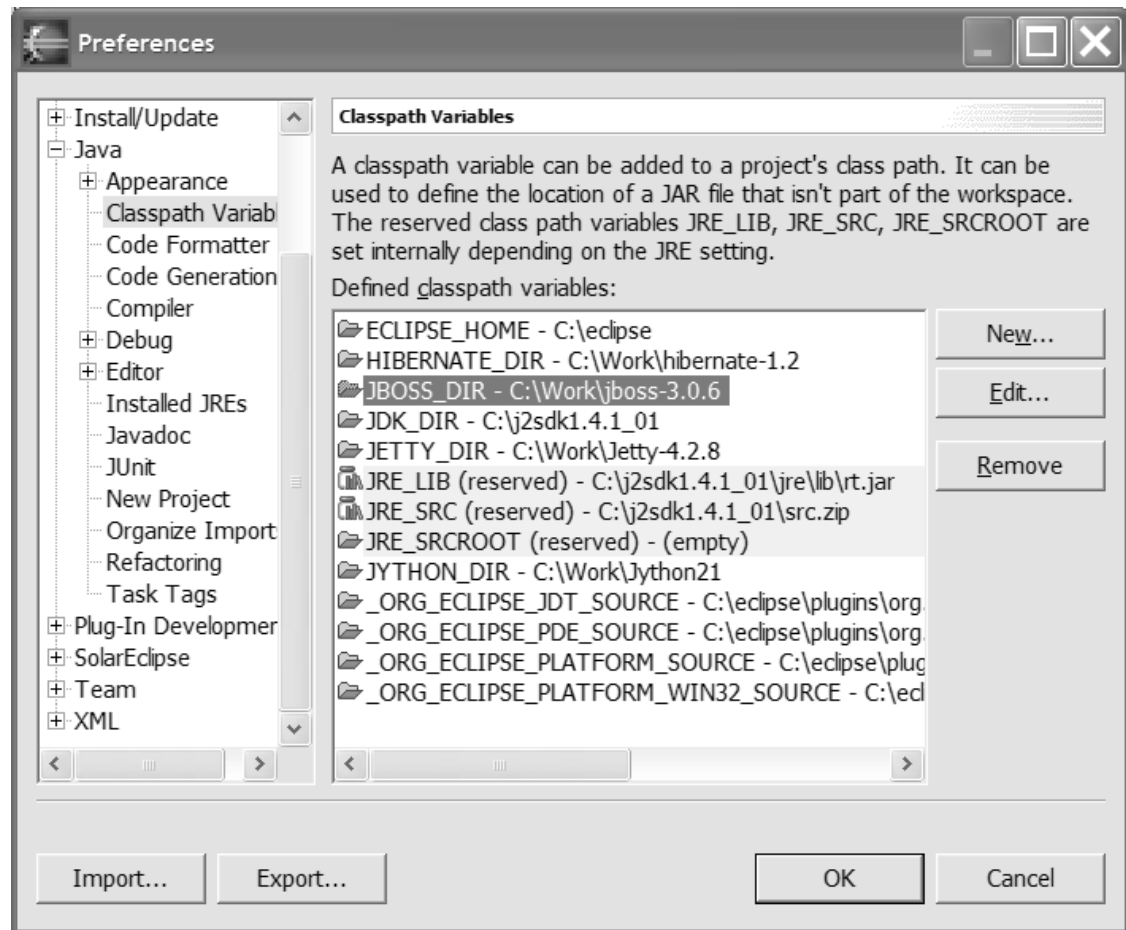 Preferences
Install/Update
Java
Appearance
Classpath Variabl
Code Formatter
Code Generation
Compiler
Debug
Editor
Installed JREs
Javadoc
JUnit
New Project
Organize Import
Refactoring
Task Tags
Plug-In Developmer
SolarEclipse
Team
XML
Classpath Variables
A classpath variable can be added to a project's class path. It can be
used to define the location of a JAR file that isn't part of the workspace.
The reserved class path variables JRE_LIB, JRE_SRC, JRE_SRCROOT are
set internally depending on the JRE setting.
Defined classpath variables:
ECLIPSE_HOME - C:\eclipse
HIBERNATE_DIR - C:\Work\hibernate-1.2
JBOSS_DIR - C:\Work\jboss-3.0.6
JDK_DIR - C:\j2sdk1.4.1_01
JETTY_DIR - C:\Work\Jetty-4.2.8
JRE_LIB (reserved) - C:\j2sdk1.4.1_01\jre\lib\rt.jar
JRE_SRC (reserved) - C:\j2sdk1.4.1_01\src.zip
JRE_SRCROOT (reserved) - (empty)
JYTHON_DIR - C:\Work\Jython21
_ORG_ECLIPSE_JDT_SOURCE - C:\eclipse\plugins\org.
_ORG_ECLIPSE_PDE_SOURCE - C:\eclipse\plugins\org.
_ORG_ECLIPSE_PLATFORM_SOURCE - C:\eclipse\plug
_ORG_ECLIPSE_PLATFORM_WIN32_SOURCE - C:\ecl
New...
Edit...
Remove
Import...
Export...
OK
Cancel